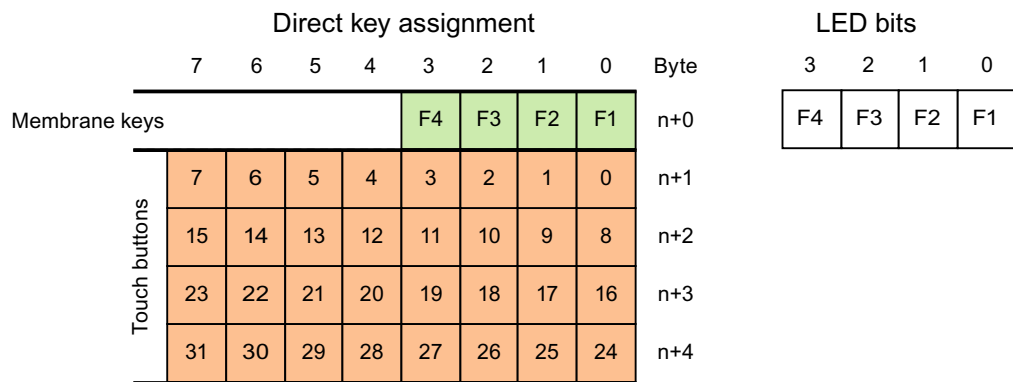 Direct key assignment LED bits
7 6 5 4 3 2 1 0 Byte 3 2 1 0
Membrane keys F4 F3 F2 F1 n+0 F4 F3 F2 F1
Touch buttons
7 6 5 4 3 2 1 0 n+1
15 14 13 12 11 10 9 8 n+2
23 22 21 20 19 18 17 16 n+3
31 30 29 28 27 26 25 24 n+4